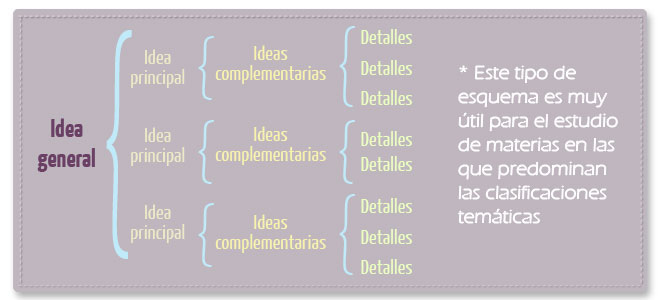 Idea
general
Idea
principal
Ideas
complementarias
Detalles
Detalles
Detalles
Idea
principal
Ideas
complementarias
Detalles
Detalles
Idea
principal
Ideas
complementarias
Detalles
Detalles
Detalles
* Este tipo de
esquema es muy
útil para el estudio
de materias en las
que predominan
las clasificaciones
temáticas